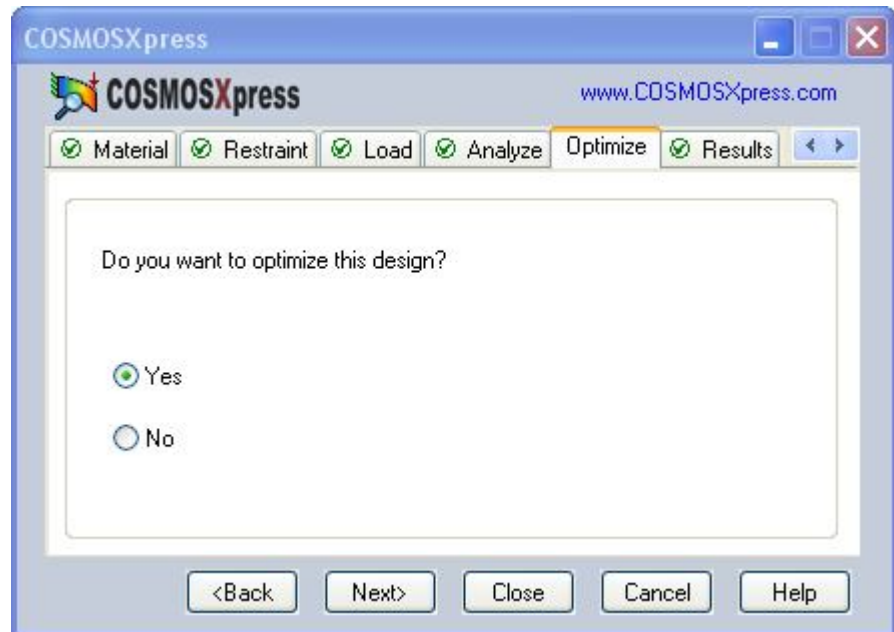 COSMOSXpress
COSMOSXpress www.COSMOSXpress.com
Material Restraint Load Analyze Optimize Results
Do you want to optimize this design?
Yes
No
<Back Next> Close Cancel Help